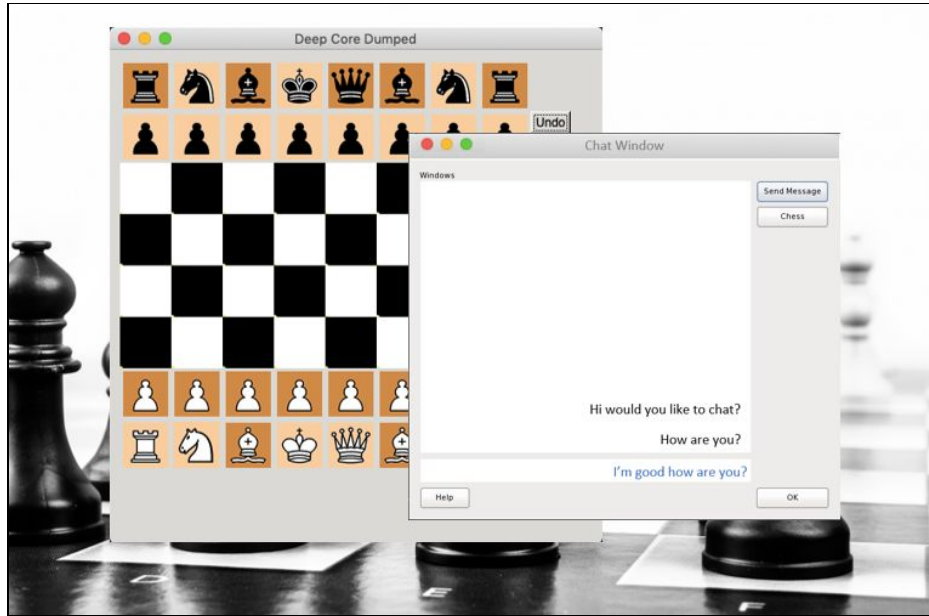 Deep Core Dumped
Undo
Chat Window
Windows
Send Message
Chess
Hi would you like to chat?
How are you?
I'm good how are you?
Help
OK
D
E
F